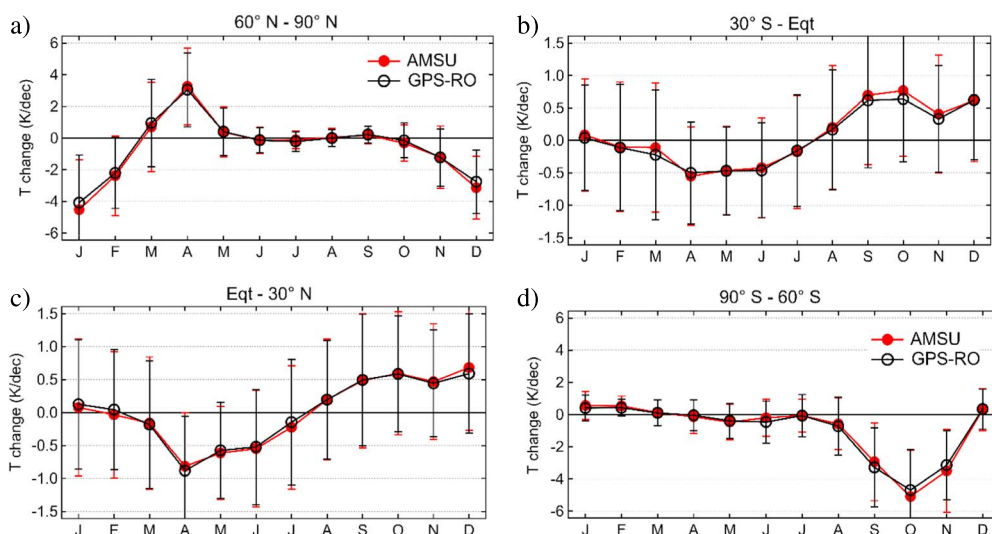 a)
60° N - 90° N
T change (K/dec)
6
4
2
0
-2
-4
-6
AMSU
GPS-RO
J F M A M J J A S O N D
b)
30° S - Eqt
T change (K/dec)
1.5
1.0
0.5
0.0
-0.5
-1.0
-1.5
J F M A M J J A S O N D
c)
Eqt - 30° N
T change (K/dec)
1.5
1.0
0.5
0.0
-0.5
-1.0
-1.5
J F M A M J J A S O N D
d)
90° S - 60° S
T change (K/dec)
6
4
2
0
-2
-4
-6
AMSU
GPS-RO
J F M A M J J A S O N D